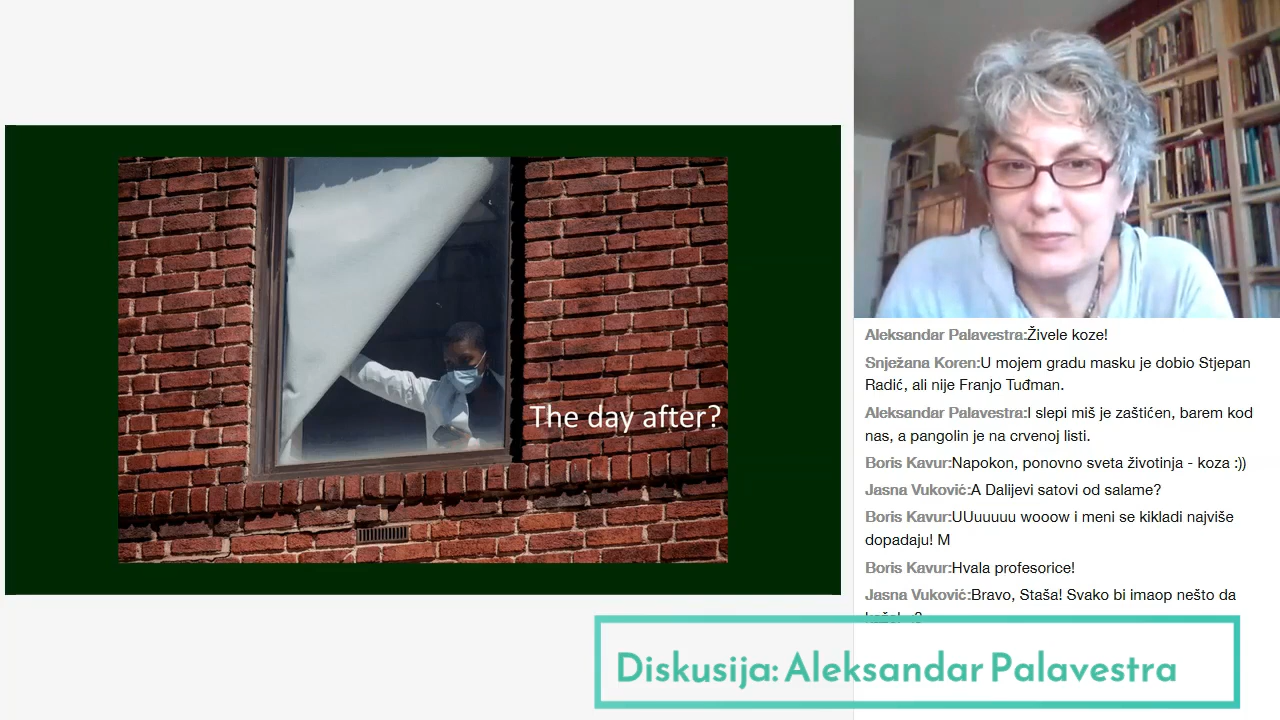 The day after?
Aleksandar Palavestra:Živele koze!
Snježana Koren:U mojem gradu masku je dobio Stjepan
Radić, ali nije Franjo Tuđman.
Aleksandar Palavestra:I slepi miš je zaštićen, barem kod
nas, a pangolin je na crvenoj listi.
Boris Kavur:Napokon, ponovno sveta životinja - koza :))
Jasna Vuković:A Dalijevi satovi od salame?
Boris Kavur:UUuuuuu wooow i meni se kikladi najviše
dopadaju! M
Boris Kavur:Hvala profesorice!
Jasna Vuković:Bravo, Staša! Svako bi imaop nešto da
Diskusija: Aleksandar Palavestra